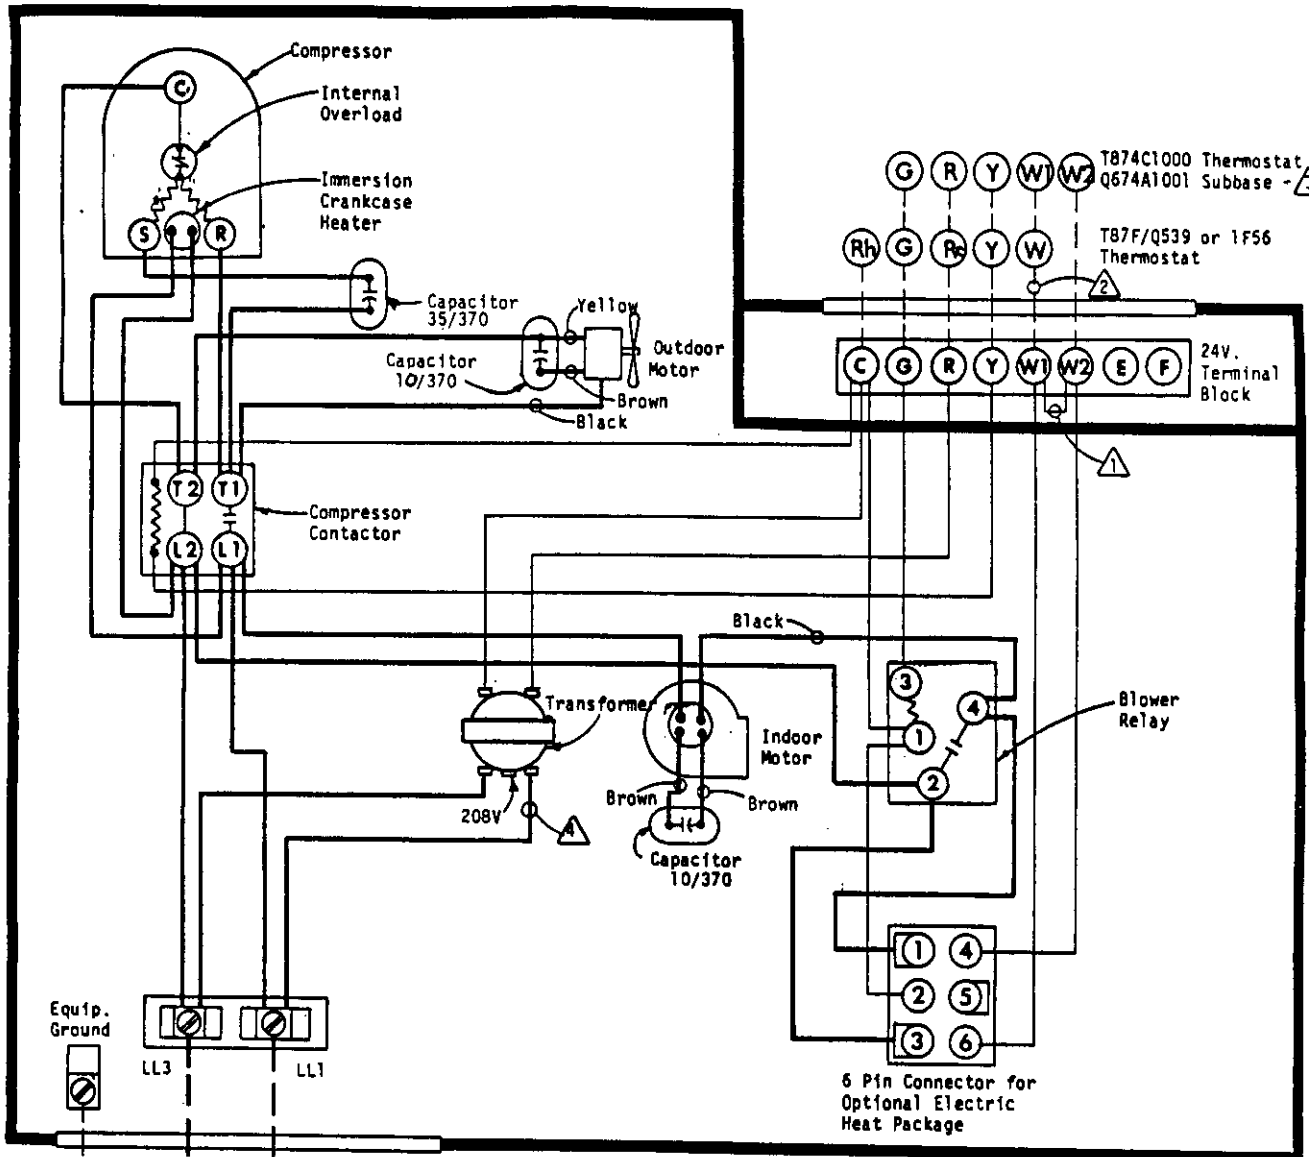 Compressor
C
Internal
Overload
Immersion
Crankcase
Heater
S
R
Capacitor
35/370
Yellow
Outdoor
Motor
Capacitor
10/370
Brown
Black
G R Y W1 W2
T874C1000 Thermostat
Q674A1001 Subbase -
Rh G Rc Y W
T87F/Q539 or 1F56
Thermostat
2
C G R Y W1 W2 E F
24V.
Terminal
Block
1
T2 T1
L2 L1
Compressor
Contactor
Black
3
4
1
2
Blower
Relay
Transformer
Indoor
Motor
208V
4
Brown
Brown
Capacitor
10/370
1 4
2 5
3 6
6 Pin Connector for
Optional Electric
Heat Package
Equip.
Ground
LL3
LL1